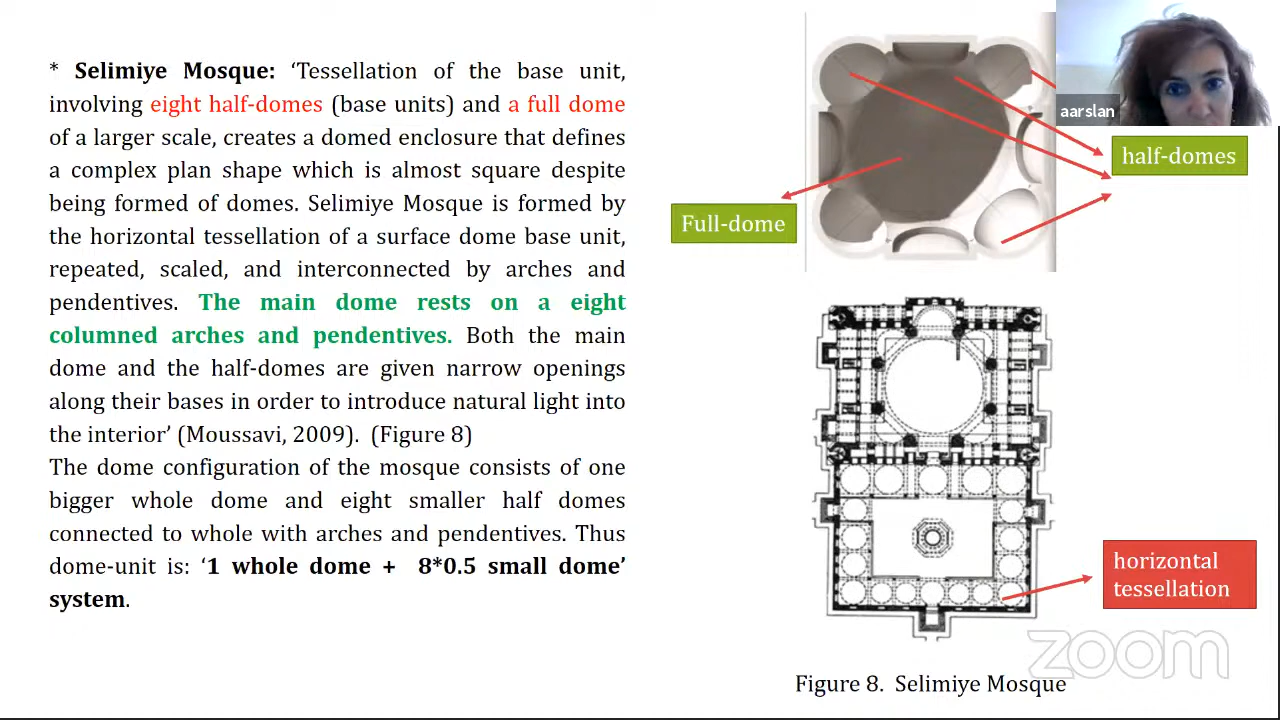 * Selimiye Mosque: ‘Tessellation of the base unit,
involving eight half-domes (base units) and a full dome
of a larger scale, creates a domed enclosure that defines
a complex plan shape which is almost square despite
being formed of domes. Selimiye Mosque is formed by
the horizontal tessellation of a surface dome base unit,
repeated, scaled, and interconnected by arches and
pendentives. The main dome rests on a eight
columned arches and pendentives. Both the main
dome and the half-domes are given narrow openings
along their bases in order to introduce natural light into
the interior’ (Moussavi, 2009). (Figure 8)
The dome configuration of the mosque consists of one
bigger whole dome and eight smaller half domes
connected to whole with arches and pendentives. Thus
dome-unit is: ‘1 whole dome + 8*0.5 small dome’
system.
aarslan
half-domes
Full-dome
horizontal
tessellation
zoom
Figure 8. Selimiye Mosque